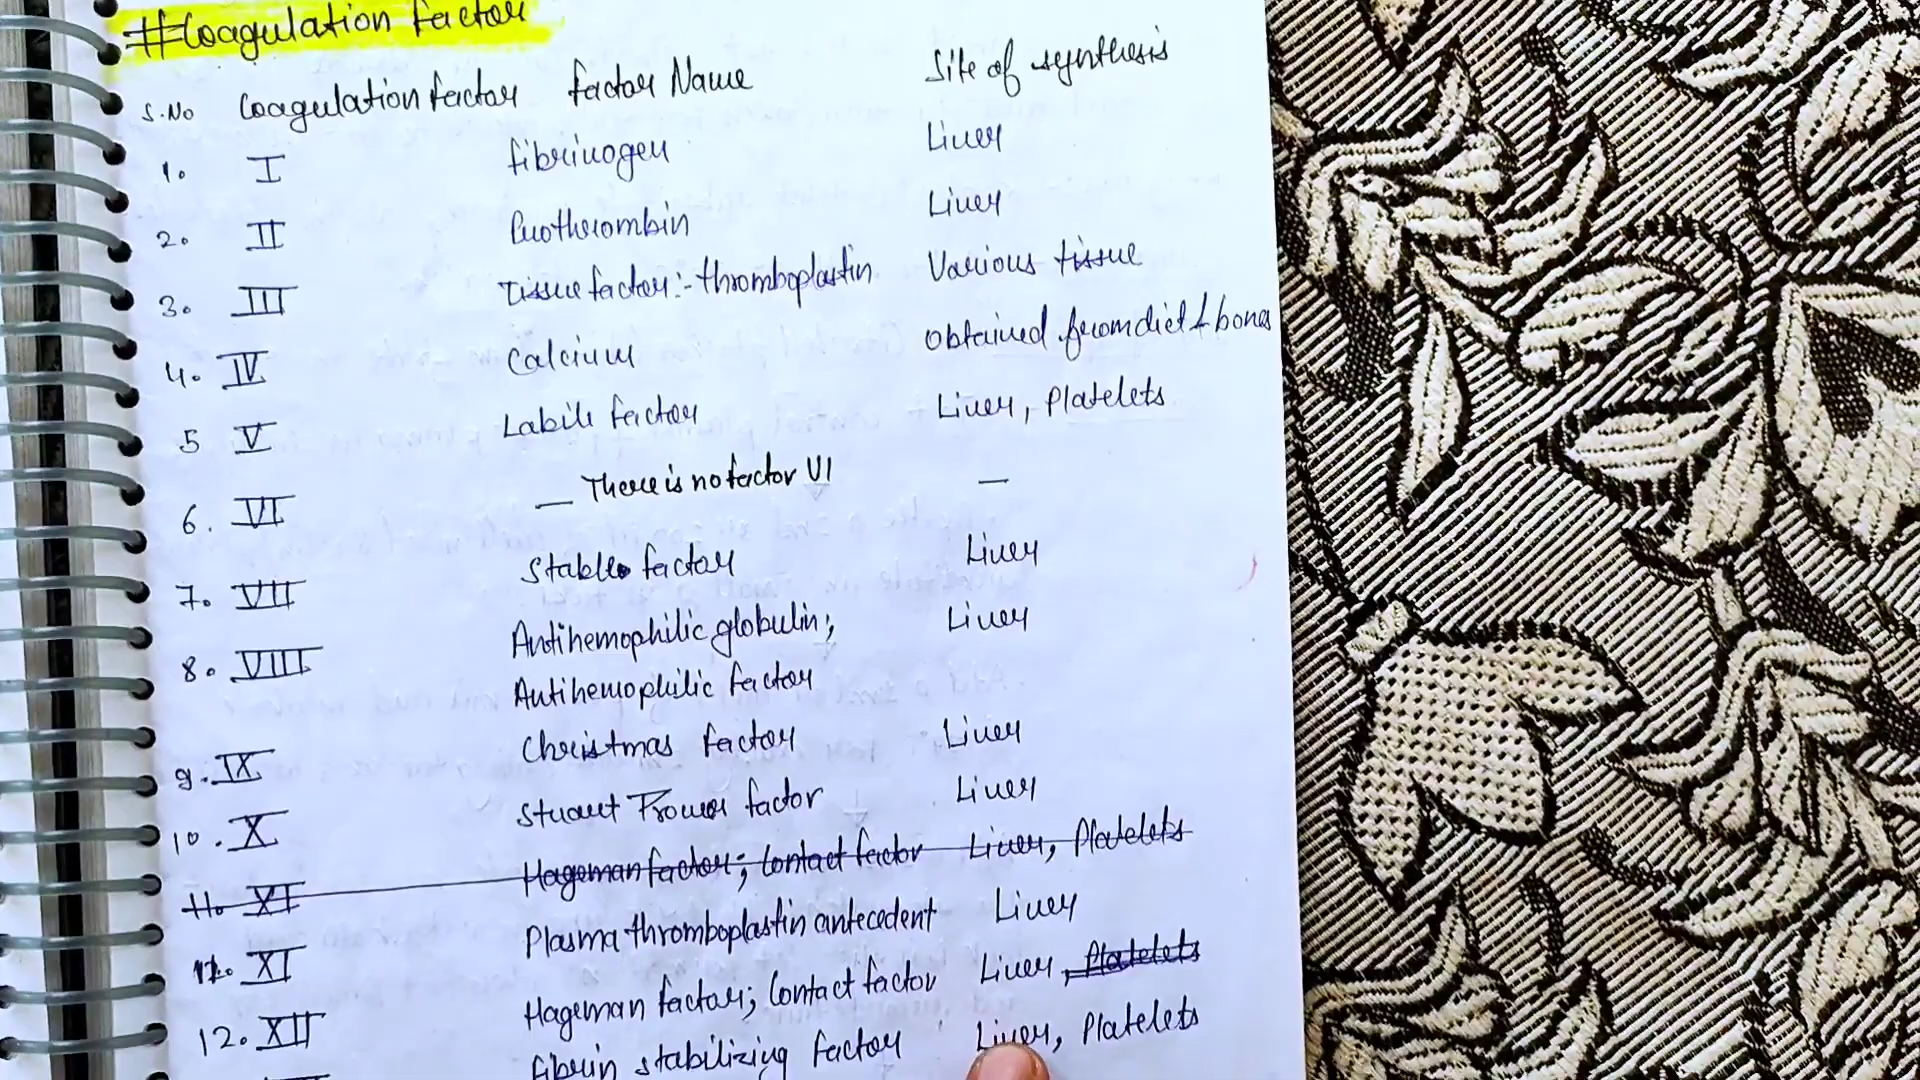 #Coagulation factor
S.No Coagulation factor factor Name Site of synthesis
1. I fibrinogen Liver
2. II Prothrombin Liver
3. III Tissue factor:- thromboplastin Various tissue
4. IV Calcium Obtained from diet & bones
5 V Labile factor Liver, Platelets
6. VI — There is no factor VI —
7. VII Stable factor Liver
8. VIII Antihemophilic globulin; Liver
Antihemophilic factor
9. IX Christmas factor Liver
10. X Stuart Prower factor Liver
11. XI Hageman factor; Contact factor Liver, Platelets
11. XI Plasma thromboplastin antecedent Liver
12. XII Hageman factor; Contact factor Liver, Platelets
fibrin stabilizing factor Liver, Platelets